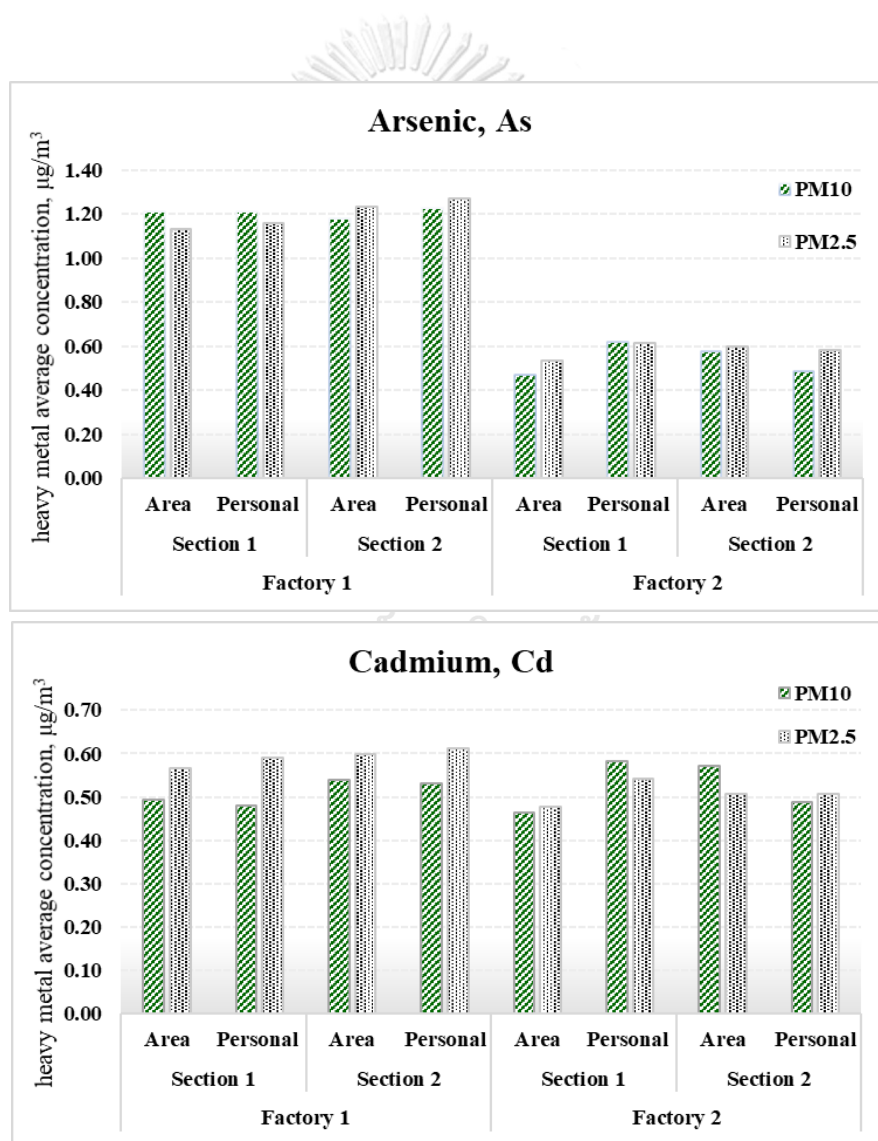 Arsenic, As
heavy metal average concentration, µg/m³
1.40
1.20
1.00
0.80
0.60
0.40
0.20
0.00
PM10
PM2.5
Area Personal Area Personal Area Personal Area Personal
Section 1 Section 2 Section 1 Section 2
Factory 1 Factory 2
Cadmium, Cd
heavy metal average concentration, µg/m³
0.70
0.60
0.50
0.40
0.30
0.20
0.10
0.00
PM10
PM2.5
Area Personal Area Personal Area Personal Area Personal
Section 1 Section 2 Section 1 Section 2
Factory 1 Factory 2